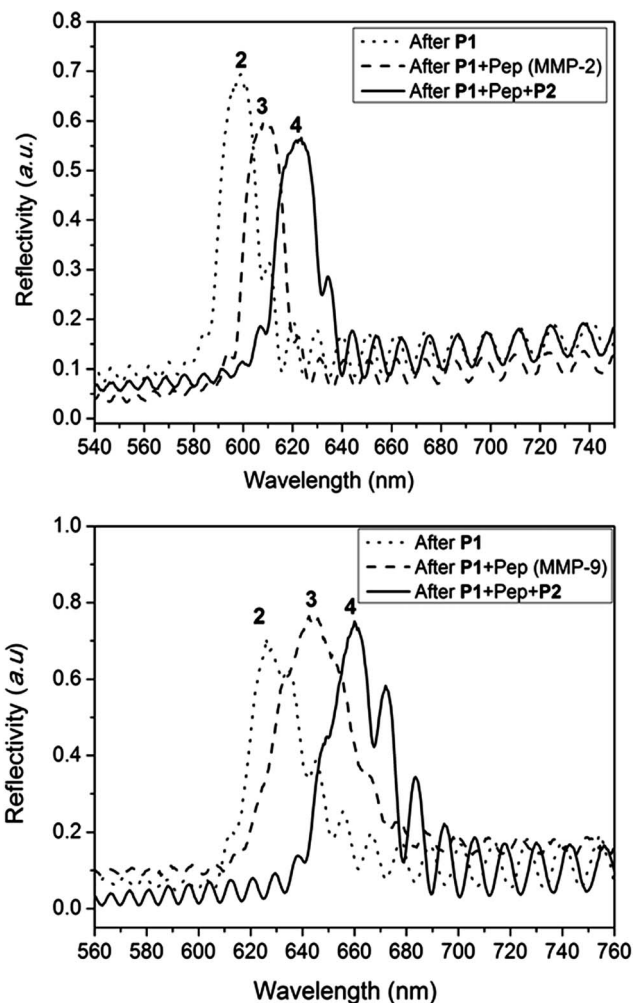 0.8
0.7
0.6
0.5
0.4
0.3
0.2
0.1
0.0
Reflectivity (a.u.)
2
3
4
After P1
After P1+Pep (MMP-2)
After P1+Pep+P2
540 560 580 600 620 640 660 680 700 720 740
Wavelength (nm)
1.0
0.8
0.6
0.4
0.2
0.0
Reflectivity (a.u)
2
3
4
After P1
After P1+Pep (MMP-9)
After P1+Pep+P2
560 580 600 620 640 660 680 700 720 740 760
Wavelength (nm)